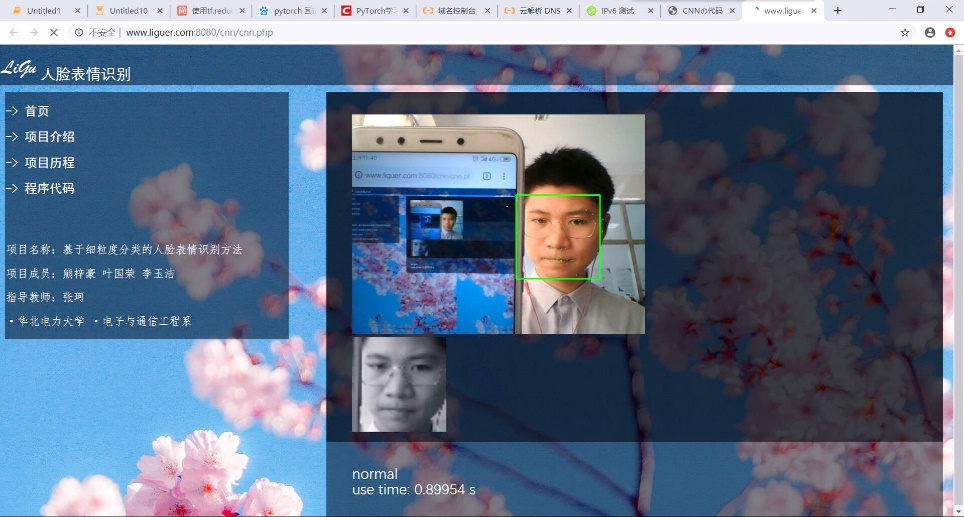 Untitled1
Untitled10
使用tf.redu
PyTorch学
域名控制台
云解析 DNS
IPv6 测试
CNNの代码
www.liguer
不安全 | www.liguer.com:8080/cnn/cnn.php
LiGu 人脸表情识别
-> 首页
-> 项目介绍
-> 项目历程
-> 程序代码
项目名称：基于细粒度分类的人脸表情识别方法
项目成员：熊梓豪 叶国荣 李玉洁
指导教师：张珂
·华北电力大学 ·电子与通信工程系
www.liguer.com:8080/cnn/cnn.p
normal
use time: 0.89954 s